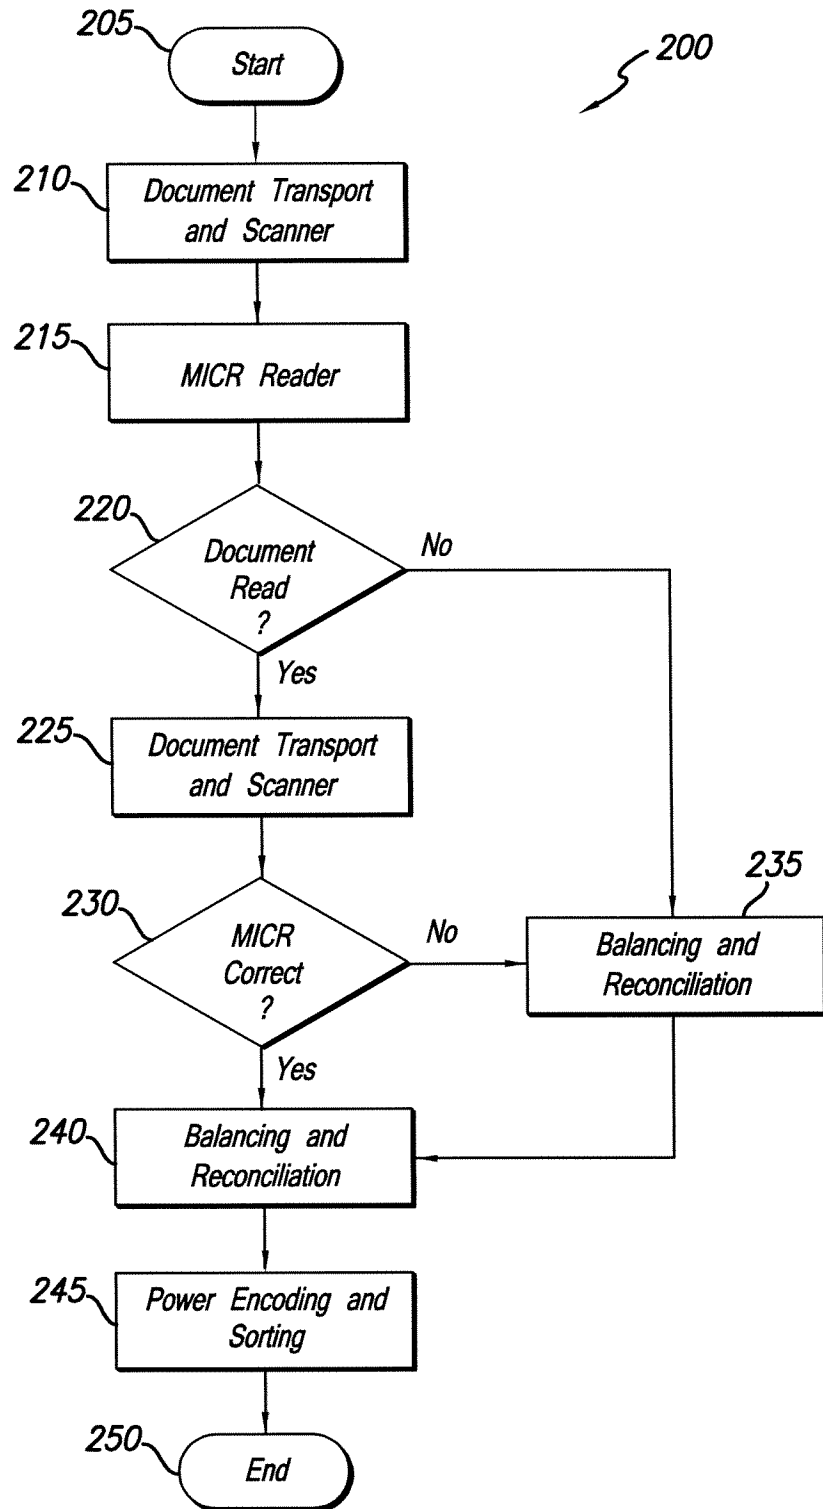 205
Start
200
210
Document Transport
and Scanner
215
MICR Reader
220
Document
Read
?
No
Yes
225
Document Transport
and Scanner
230
MICR
Correct
?
No
Yes
235
Balancing and
Reconciliation
240
Balancing and
Reconciliation
245
Power Encoding and
Sorting
250
End